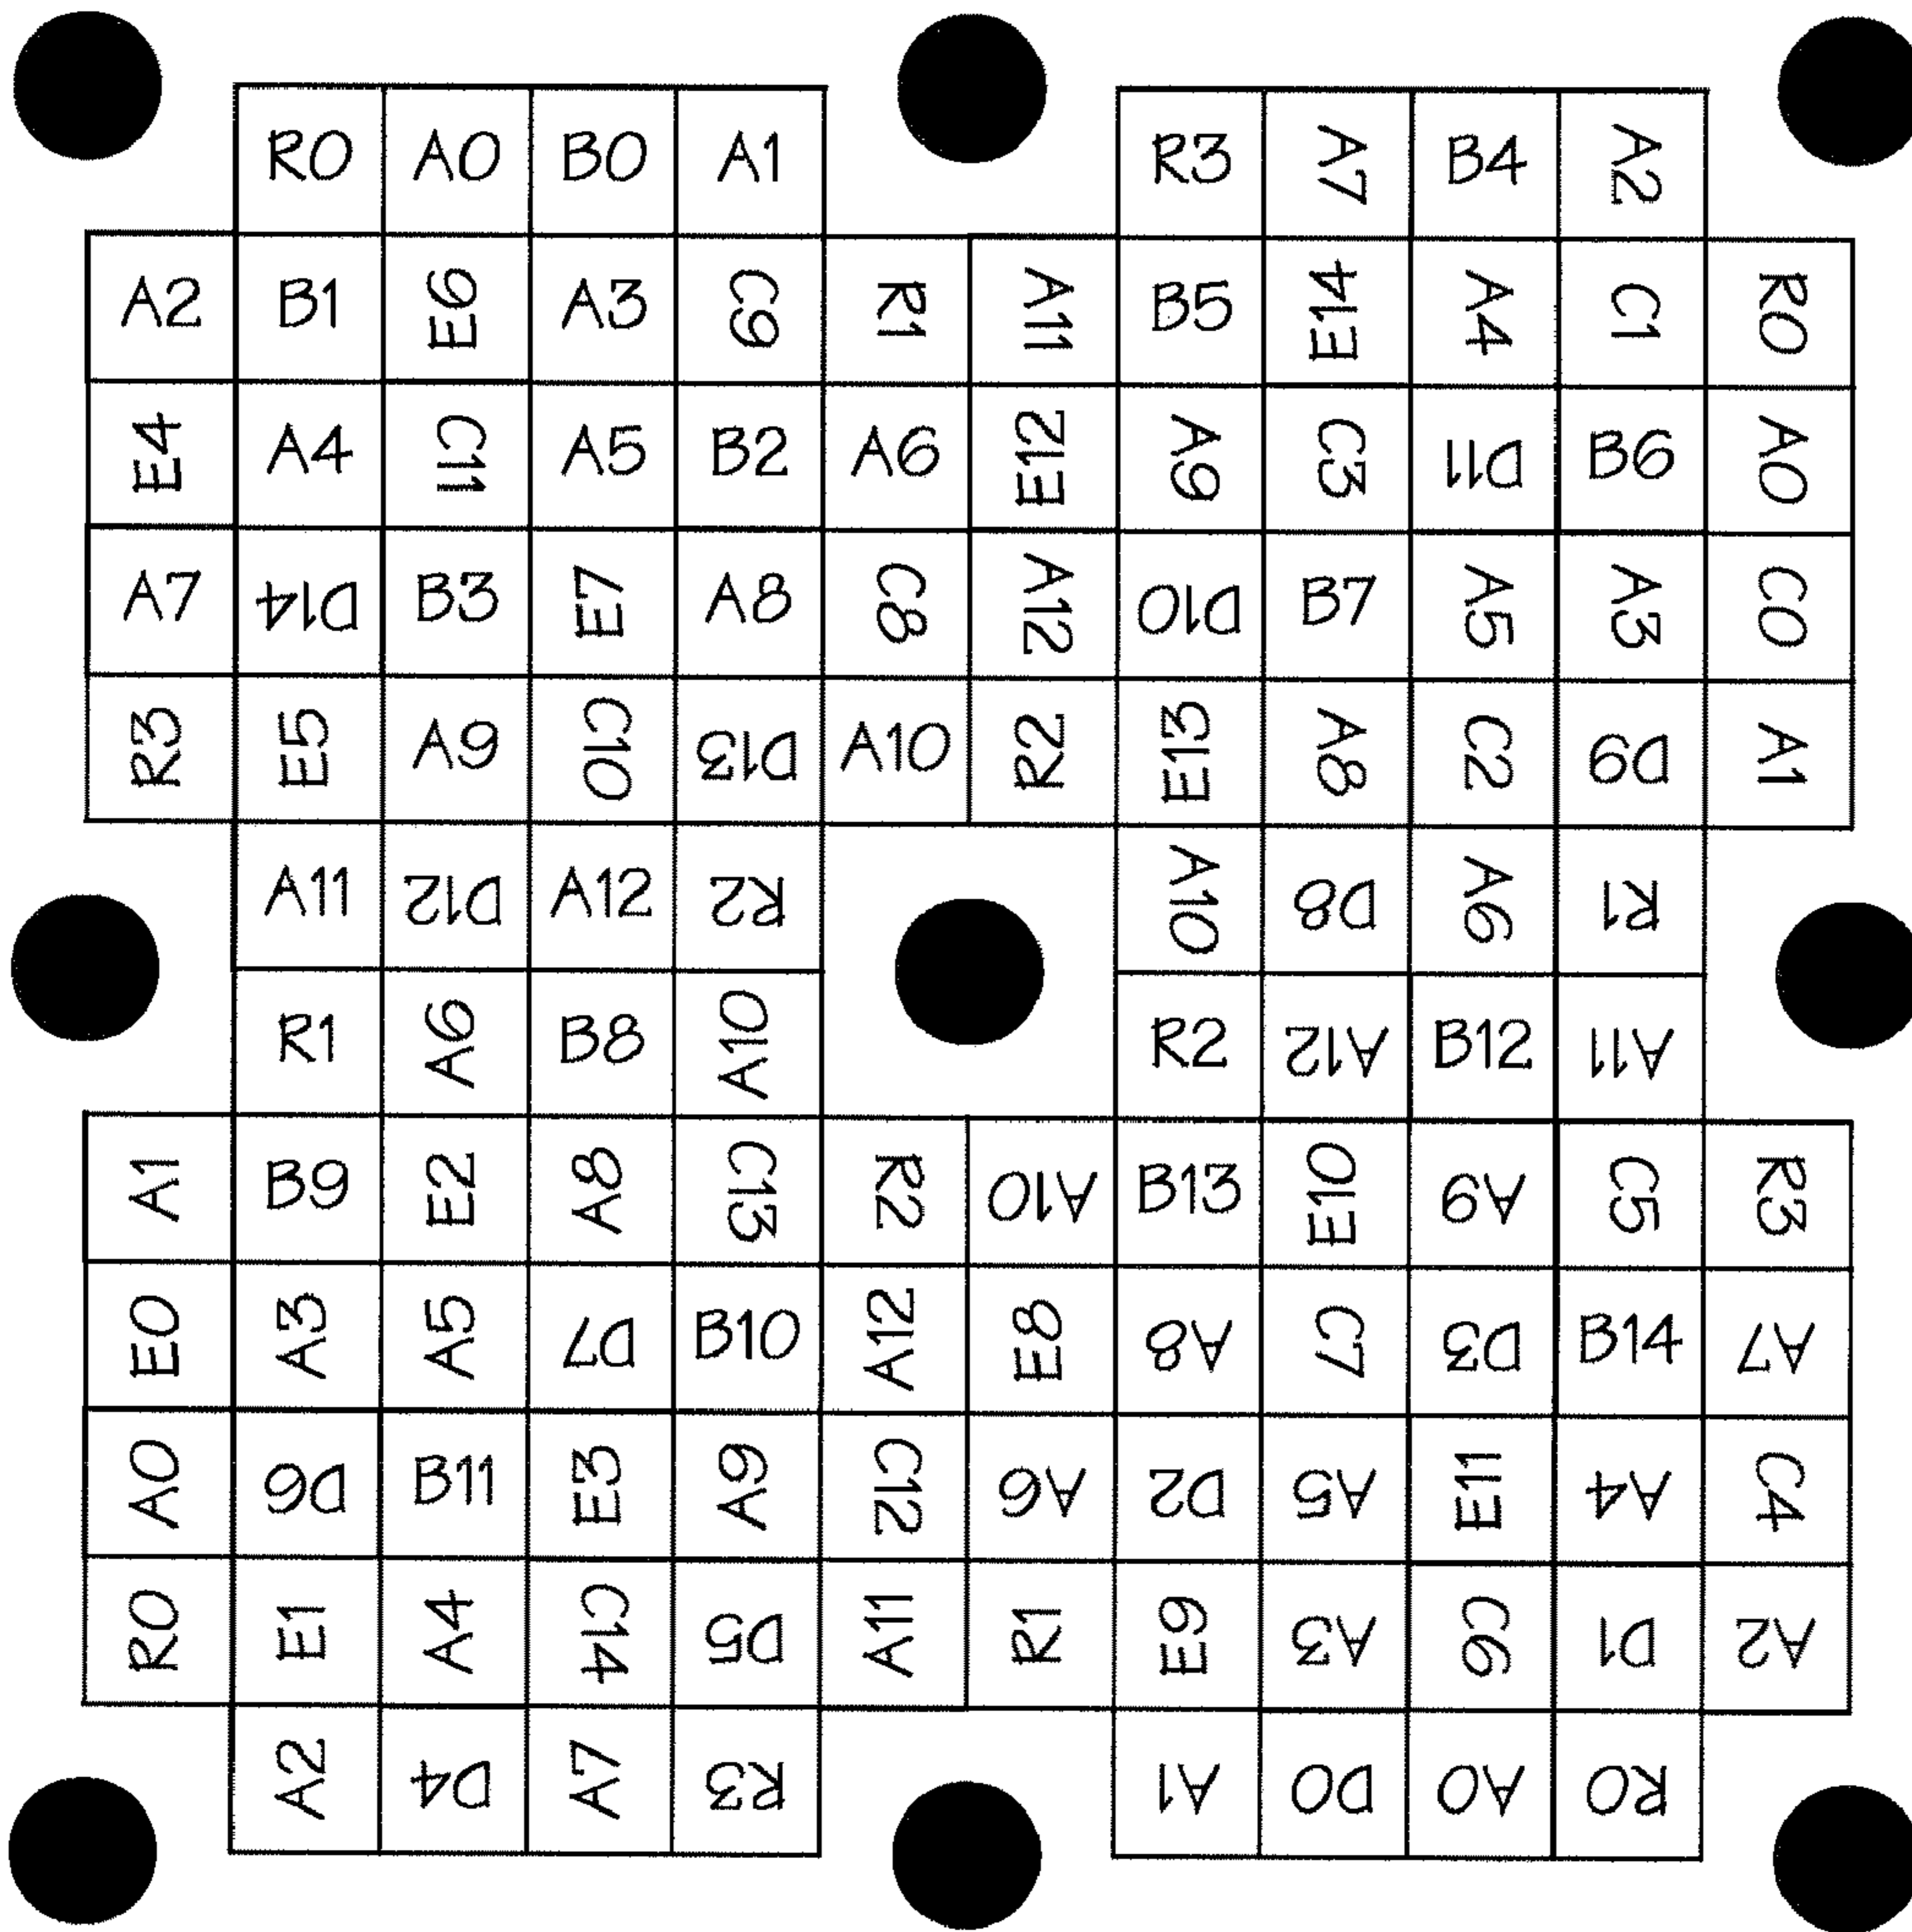 R0 A0 B0 A1 R3 A7 B4 A2
A2 B1 E6 A3 C9 R1 A11 B5 E14 A4 C1 R0
E4 A4 C11 A5 B2 A6 E12 A9 C3 D11 B6 A0
A7 D14 B3 E7 A8 C8 A12 D10 B7 A5 A3 C0
R3 E5 A9 C10 D13 A10 R2 E13 A8 C2 D9 A1
A11 D12 A12 R2 A10 D8 A6 R1
R1 A6 B8 A10 R2 A12 B12 A11
A1 B9 E2 A8 C13 R2 A10 B13 E10 A9 C5 R3
E0 A3 A5 D7 B10 A12 E8 A8 C7 D3 B14 A7
A0 D6 B11 E3 A9 C12 A6 D2 A5 E11 A4 C4
R0 E1 A4 C14 D5 A11 R1 E9 A3 C6 D1 A2
A2 D4 A7 R3 A1 D0 A0 R0